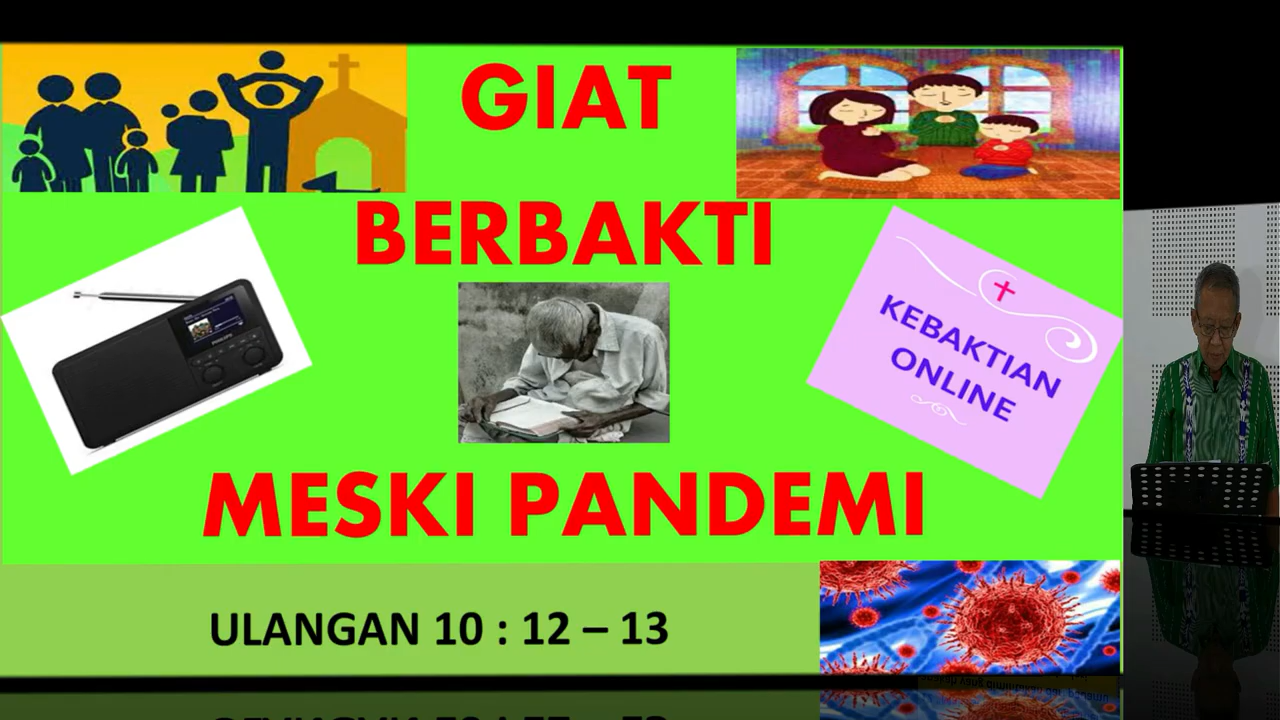 GIAT
BERBAKTI
KEBAKTIAN
ONLINE
MESKI PANDEMI
ULANGAN 10 : 12 – 13